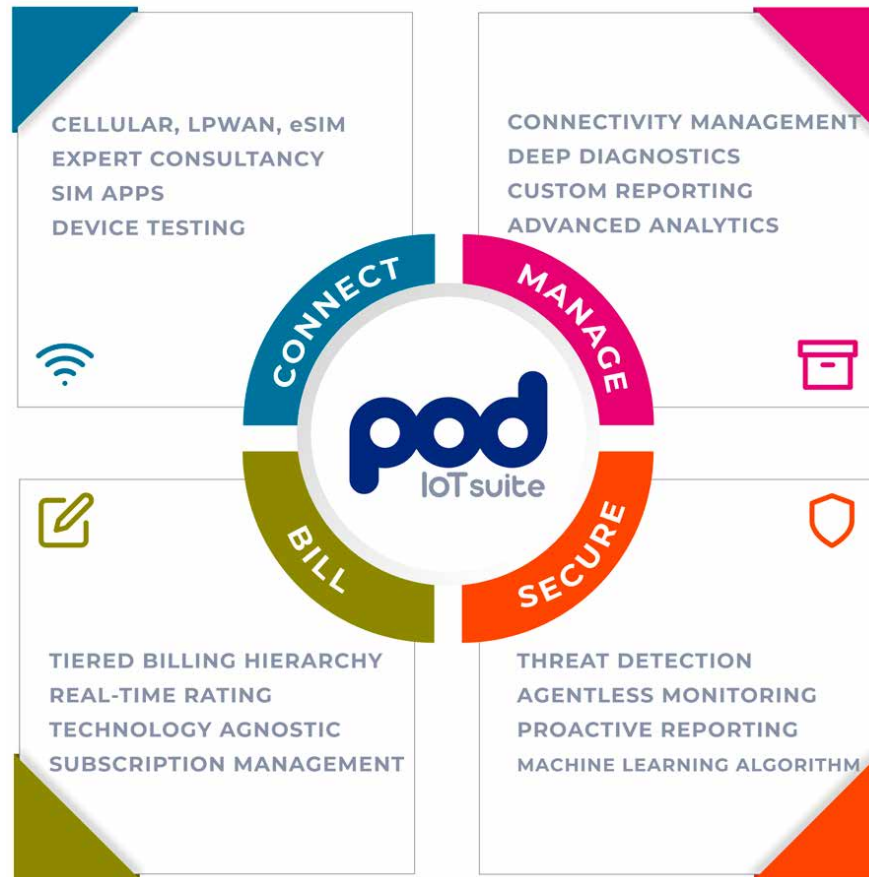 CELLULAR, LPWAN, eSIM
EXPERT CONSULTANCY
SIM APPS
DEVICE TESTING
CONNECTIVITY MANAGEMENT
DEEP DIAGNOSTICS
CUSTOM REPORTING
ADVANCED ANALYTICS
CONNECT
MANAGE
pod
IoTsuite
BILL
SECURE
TIERED BILLING HIERARCHY
REAL-TIME RATING
TECHNOLOGY AGNOSTIC
SUBSCRIPTION MANAGEMENT
THREAT DETECTION
AGENTLESS MONITORING
PROACTIVE REPORTING
MACHINE LEARNING ALGORITHM